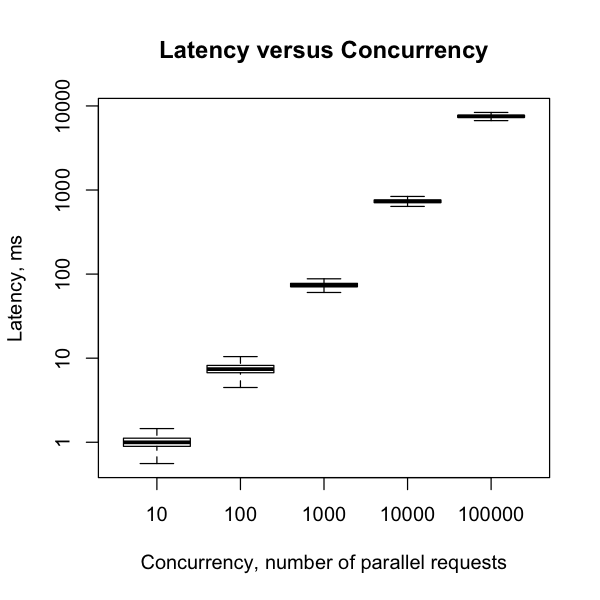 Latency versus Concurrency
Latency, ms
10000
1000
100
10
1
10 100 1000 10000 100000
Concurrency, number of parallel requests